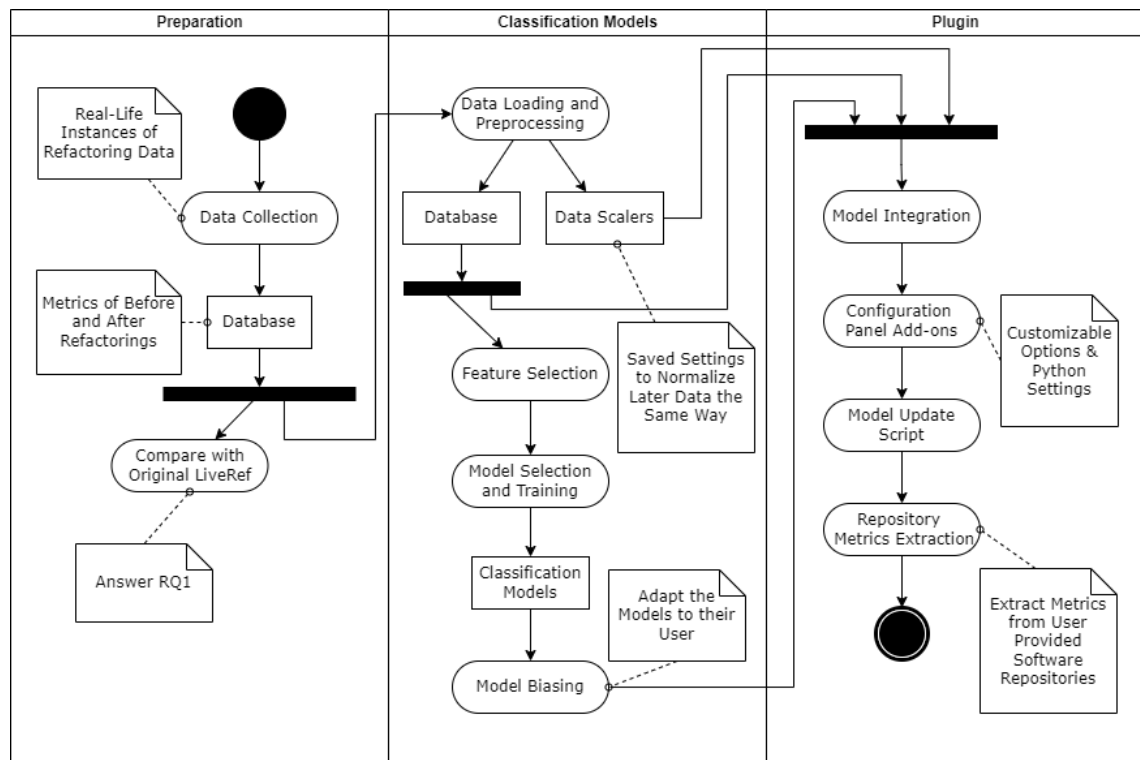 Preparation
Classification Models
Plugin
Real-Life
Instances of
Refactoring Data
Data Collection
Metrics of Before
and After
Refactorings
Database
Compare with
Original LiveRef
Answer RQ1
Data Loading and
Preprocessing
Database
Data Scalers
Saved Settings
to Normalize
Later Data the
Same Way
Feature Selection
Model Selection
and Training
Classification
Models
Adapt the
Models to their
User
Model Biasing
Model Integration
Configuration
Panel Add-ons
Customizable
Options &
Python
Settings
Model Update
Script
Repository
Metrics Extraction
Extract Metrics
from User
Provided
Software
Repositories